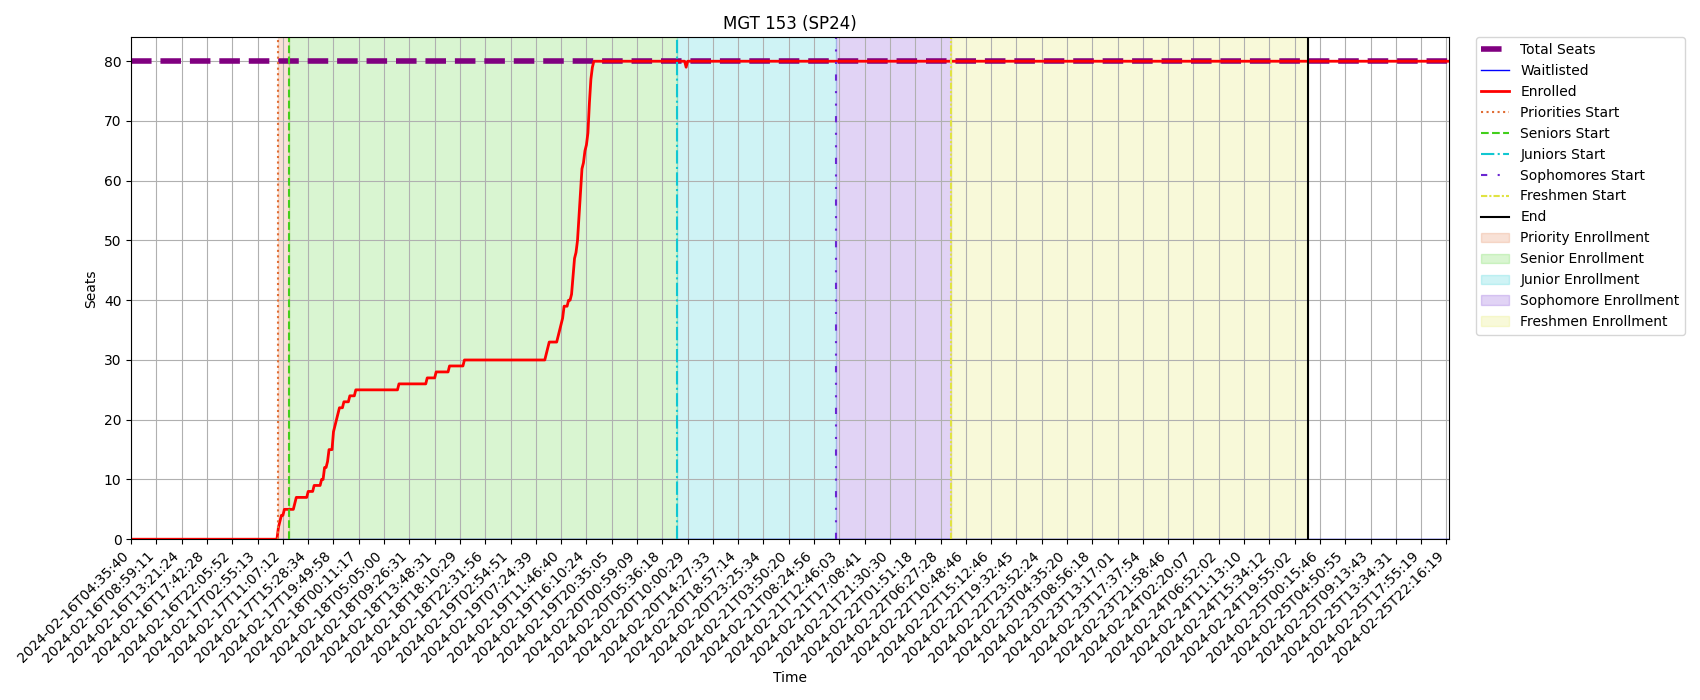 MGT 153 (SP24)
Seats
80
70
60
50
40
30
20
10
0
2024-02-16T04:35:40
2024-02-16T08:59:11
2024-02-16T13:21:24
2024-02-16T17:42:28
2024-02-16T22:05:52
2024-02-17T02:55:13
2024-02-17T11:07:12
2024-02-17T15:28:34
2024-02-17T19:49:58
2024-02-18T00:11:17
2024-02-18T05:05:00
2024-02-18T09:26:31
2024-02-18T13:48:31
2024-02-18T18:10:29
2024-02-18T22:31:56
2024-02-19T02:54:51
2024-02-19T07:24:39
2024-02-19T11:46:40
2024-02-19T16:10:24
2024-02-19T20:35:05
2024-02-20T00:59:09
2024-02-20T05:36:18
2024-02-20T10:00:29
2024-02-20T14:27:33
2024-02-20T18:57:14
2024-02-20T23:25:34
2024-02-21T03:50:20
2024-02-21T08:24:56
2024-02-21T12:46:03
2024-02-21T17:08:41
2024-02-21T21:30:30
2024-02-22T01:51:18
2024-02-22T06:27:28
2024-02-22T10:48:46
2024-02-22T15:12:46
2024-02-22T19:32:45
2024-02-22T23:52:24
2024-02-23T04:35:20
2024-02-23T08:56:18
2024-02-23T13:17:01
2024-02-23T17:37:54
2024-02-23T21:58:46
2024-02-24T02:20:07
2024-02-24T06:52:02
2024-02-24T11:13:10
2024-02-24T15:34:12
2024-02-24T19:55:02
2024-02-25T00:15:46
2024-02-25T04:50:55
2024-02-25T09:13:43
2024-02-25T13:34:31
2024-02-25T17:55:19
2024-02-25T22:16:19
Time
Total Seats
Waitlisted
Enrolled
Priorities Start
Seniors Start
Juniors Start
Sophomores Start
Freshmen Start
End
Priority Enrollment
Senior Enrollment
Junior Enrollment
Sophomore Enrollment
Freshmen Enrollment